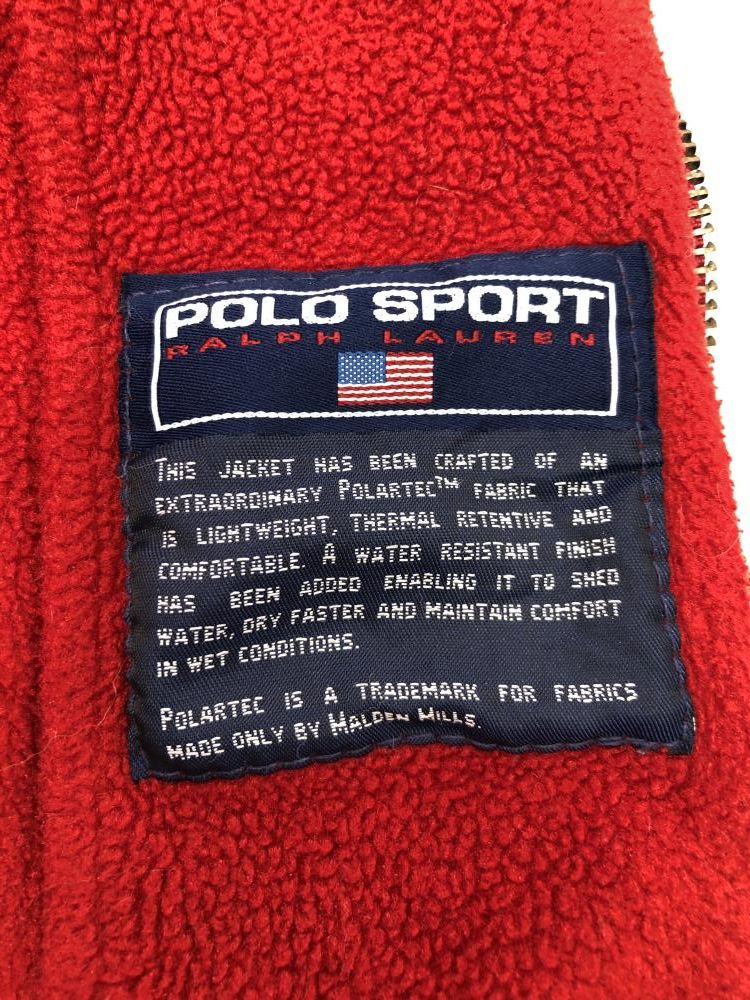 POLO SPORT
RALPH LAUREN
THIS JACKET HAS BEEN CRAFTED OF AN
EXTRAORDINARY POLARTEC™ FABRIC THAT
IS LIGHTWEIGHT, THERMAL RETENTIVE AND
COMFORTABLE. A WATER RESISTANT FINISH
HAS BEEN ADDED ENABLING IT TO SHED
WATER, DRY FASTER AND MAINTAIN COMFORT
IN WET CONDITIONS.
POLARTEC IS A TRADEMARK FOR FABRICS
MADE ONLY BY MALDEN MILLS.